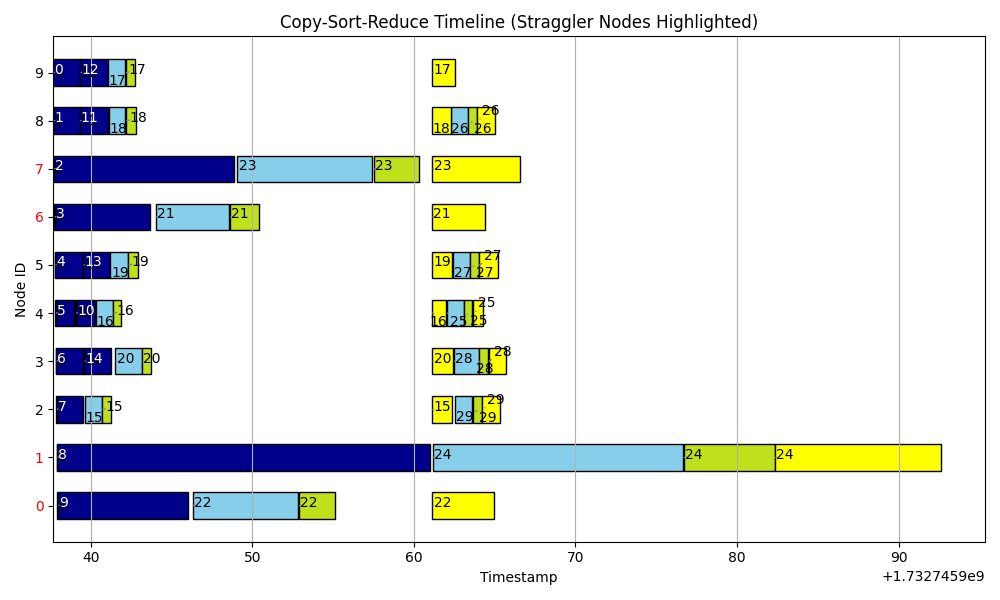 Copy-Sort-Reduce Timeline (Straggler Nodes Highlighted)
9
0 12 17 17 17
8
1 11 18 18 18 26 26 26
7
2 23 23 23
6
3 21 21 21
5
4 13 19 19 19 27 27 27
4
5 10 16 16 16 25 25 25
3
6 14 20 20 20 28 28 28
2
7 15 15 15 29 29 29
1
8 24 24 24
0
9 22 22 22
Node ID
40 50 60 70 80 90
Timestamp
+1.7327459e9